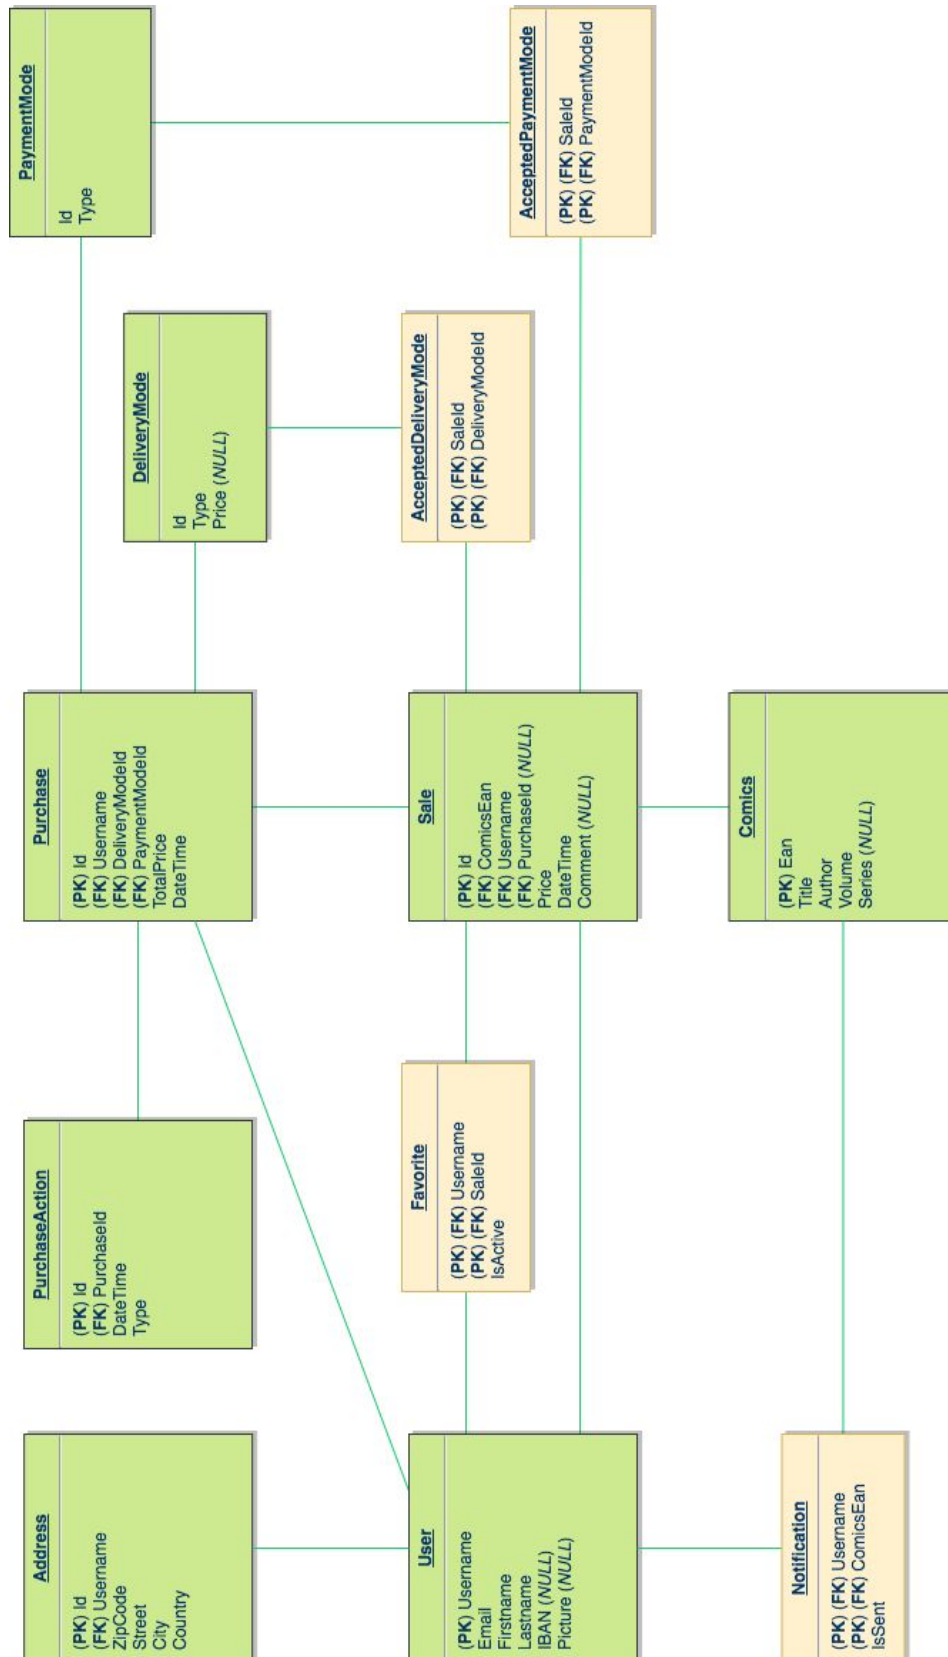 Address
(PK) Id
(FK) Username
ZipCode
Street
City
Country
PurchaseAction
(PK) Id
(FK) PurchaseId
DateTime
Type
Purchase
(PK) Id
(FK) Username
(FK) DeliveryModeId
(FK) PaymentModeId
TotalPrice
DateTime
DeliveryMode
Id
Type
Price (NULL)
PaymentMode
Id
Type
User
(PK) Username
Email
Firstname
Lastname
IBAN (NULL)
Picture (NULL)
Favorite
(PK) (FK) Username
(PK) (FK) SaleId
IsActive
Sale
(PK) Id
(FK) ComicsEan
(FK) Username
(FK) PurchaseId (NULL)
Price
DateTime
Comment (NULL)
AcceptedDeliveryMode
(PK) (FK) SaleId
(PK) (FK) DeliveryModeId
AcceptedPaymentMode
(PK) (FK) SaleId
(PK) (FK) PaymentModeId
Notification
(PK) (FK) Username
(PK) (FK) ComicsEan
IsSent
Comics
(PK) Ean
Title
Author
Volume
Series (NULL)